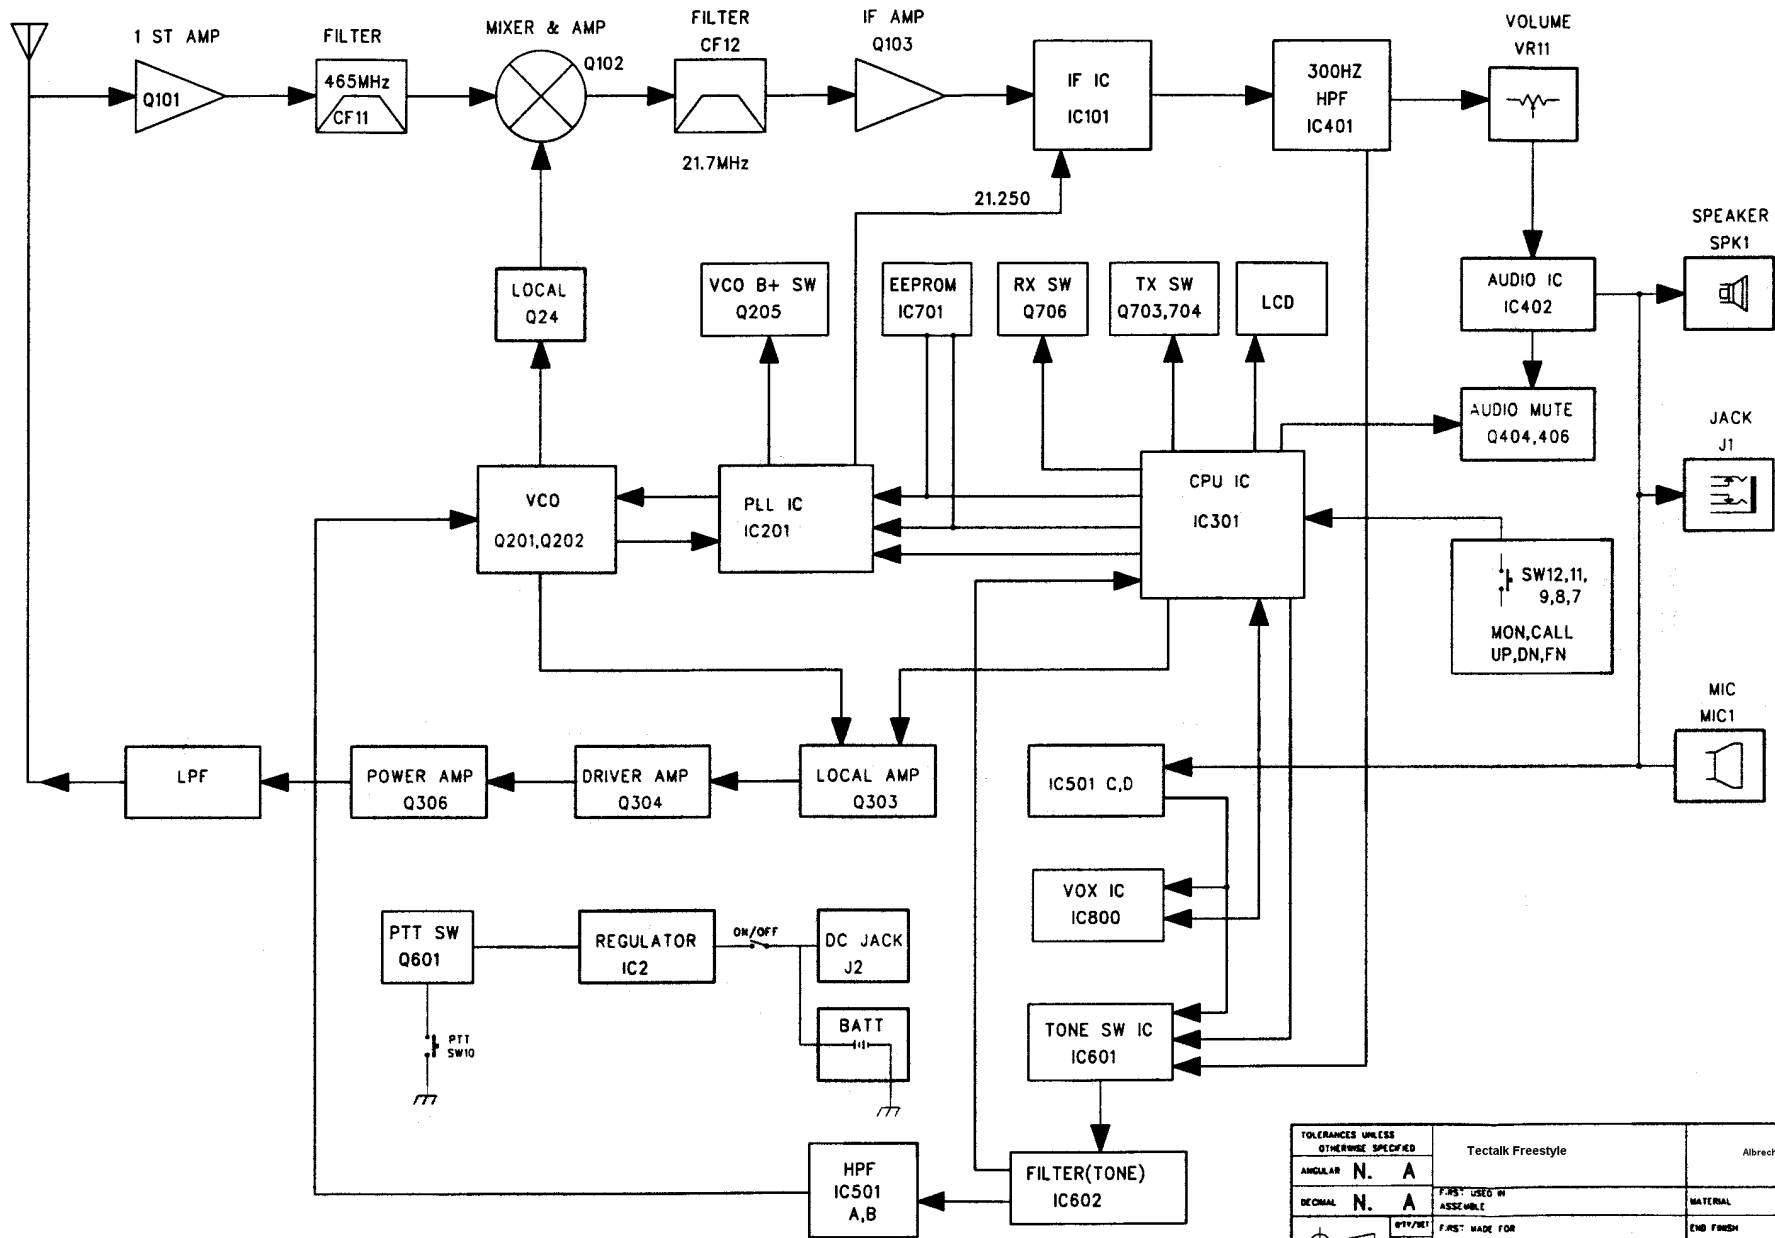 1 ST AMP
Q101
FILTER
465MHz
CF11
MIXER & AMP
Q102
FILTER
CF12
21.7MHz
IF AMP
Q103
IF IC
IC101
300HZ
HPF
IC401
VOLUME
VR11
21.250
SPEAKER
SPK1
LOCAL
Q24
VCO B+ SW
Q205
EEPROM
IC701
RX SW
Q706
TX SW
Q703,704
LCD
AUDIO IC
IC402
AUDIO MUTE
Q404,406
JACK
J1
VCO
Q201,Q202
PLL IC
IC201
CPU IC
IC301
SW12,11,
9,8,7
MON,CALL
UP,DN,FN
MIC
MIC1
LPF
POWER AMP
Q306
DRIVER AMP
Q304
LOCAL AMP
Q303
IC501 C,D
VOX IC
IC800
PTT SW
Q601
REGULATOR
IC2
ON/OFF
DC JACK
J2
BATT
PTT
SW10
TONE SW IC
IC601
HPF
IC501
A,B
FILTER(TONE)
IC602
TOLERANCES UNLESS
OTHERWISE SPECIFIED
Tectalk Freestyle
Albrech
ANGULAR N. A
DECIMAL N. A
FIRST USED IN
ASSEMBLE
MATERIAL
QTY/SET
FIRST MADE FOR
END FINISH